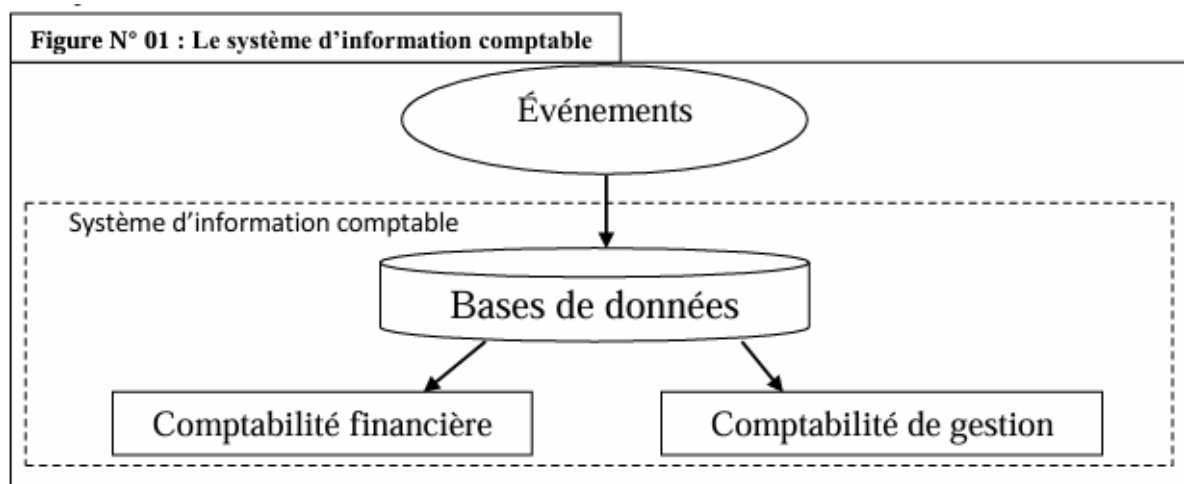 Figure N° 01 : Le système d’information comptable
Événements
Système d’information comptable
Bases de données
Comptabilité financière
Comptabilité de gestion